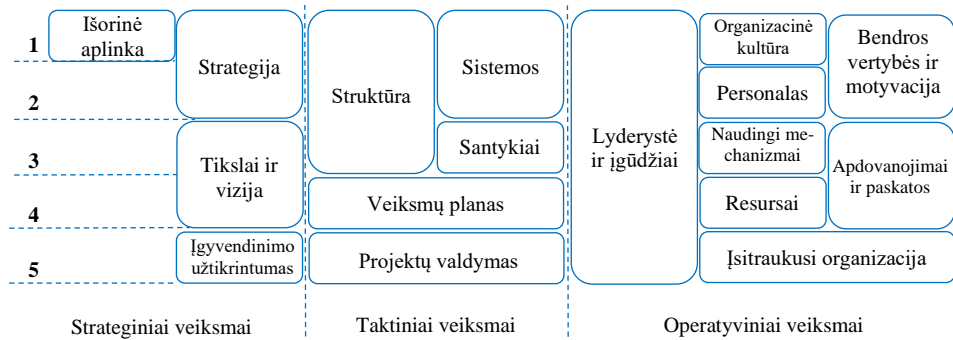 1
2
3
4
5
Išorinė
aplinka
Strategija
Tikslai ir
vizija
Įgyvendinimo
užtikrintumas
Struktūra
Sistemos
Santykiai
Veiksmų planas
Projektų valdymas
Lyderystė
ir įgūdžiai
Organizacinė
kultūra
Personalas
Naudingi me-
chanizmai
Resursai
Bendros
vertybės ir
motyvacija
Apdovanojimai
ir paskatos
Įsitraukusi organizacija
Strateginiai veiksmai
Taktiniai veiksmai
Operatyviniai veiksmai